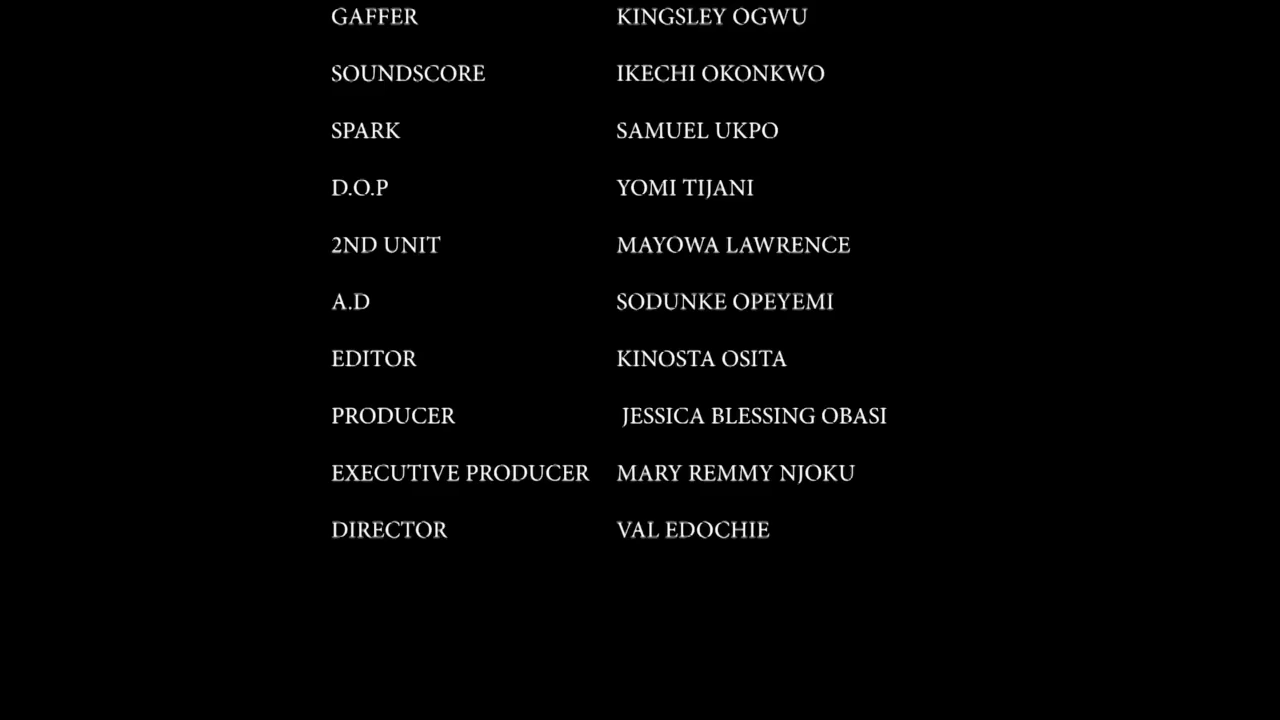 GAFFER KINGSLEY OGWU
SOUNDSCORE IKECHI OKONKWO
SPARK SAMUEL UKPO
D.O.P YOMI TIJANI
2ND UNIT MAYOWA LAWRENCE
A.D SODUNKE OPEYEMI
EDITOR KINOSTA OSITA
PRODUCER JESSICA BLESSING OBASI
EXECUTIVE PRODUCER MARY REMMY NJOKU
DIRECTOR VAL EDOCHIE